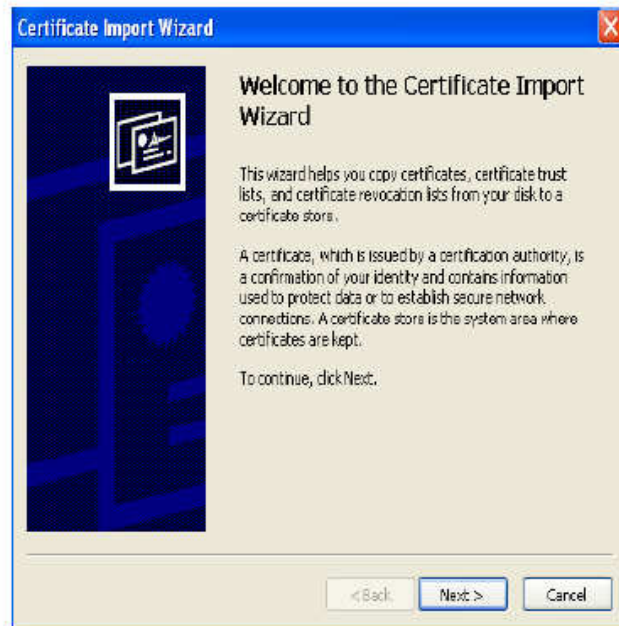 Certificate Import Wizard
Welcome to the Certificate Import
Wizard
This wizard helps you copy certificates, certificate trust
lists, and certificate revocation lists from your disk to a
certificate store.
A certificate, which is issued by a certification authority, is
a confirmation of your identity and contains information
used to protect data or to establish secure network
connections. A certificate store is the system area where
certificates are kept.
To continue, click Next.
< Back
Next >
Cancel